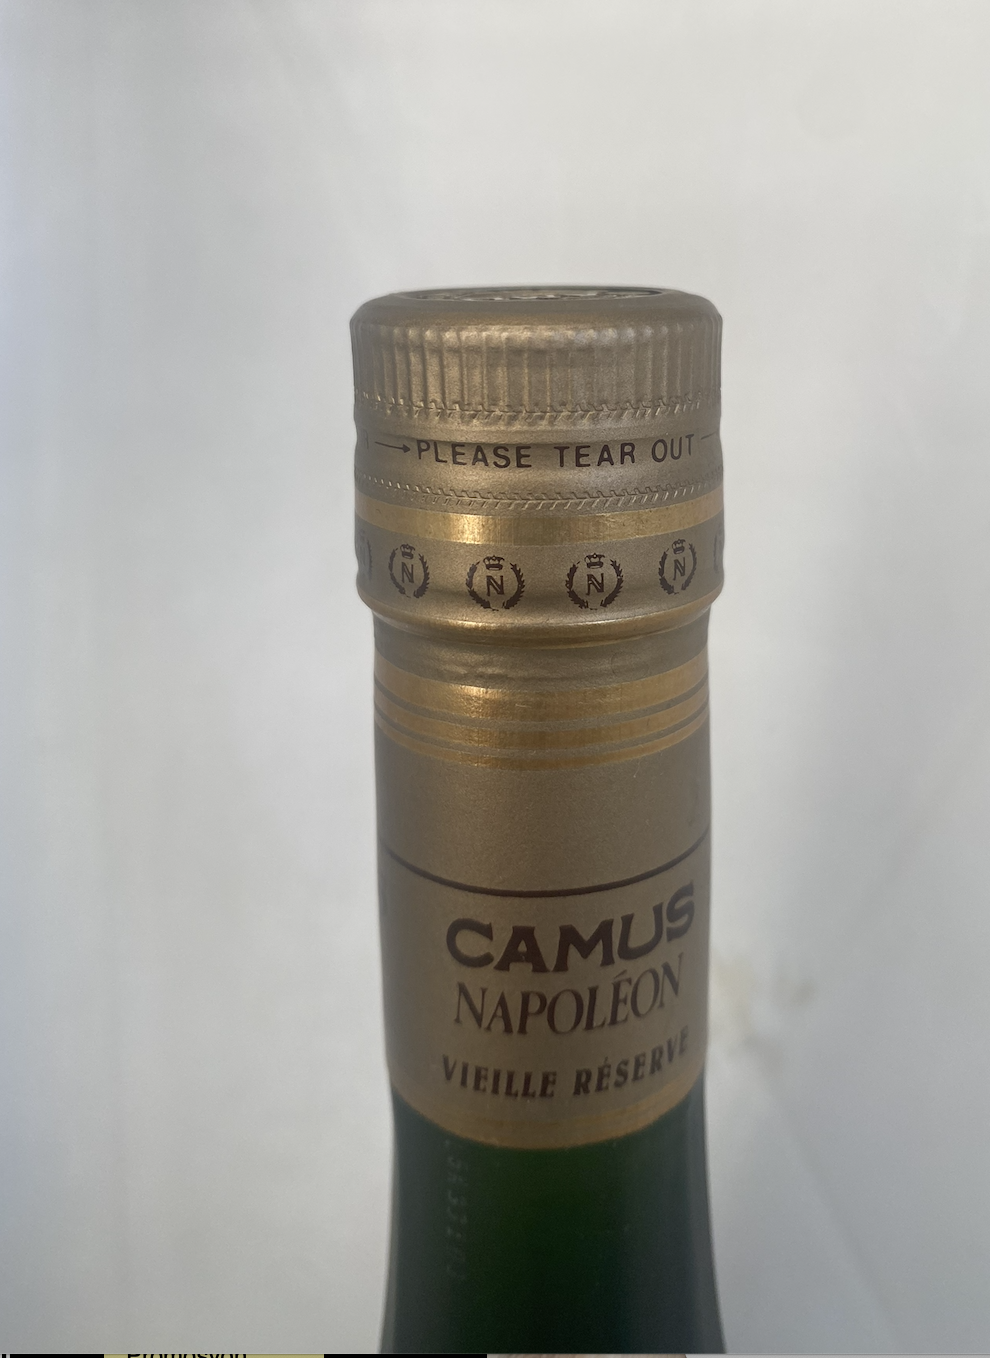 PLEASE TEAR OUT
N N N N
CAMUS
NAPOLÉON
VIEILLE RÉSERVE